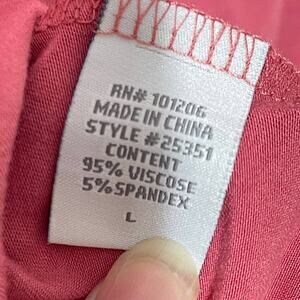 RN# 101206
MADE IN CHINA
STYLE #25351
CONTENT
95% VISCOSE
5% SPANDEX
L